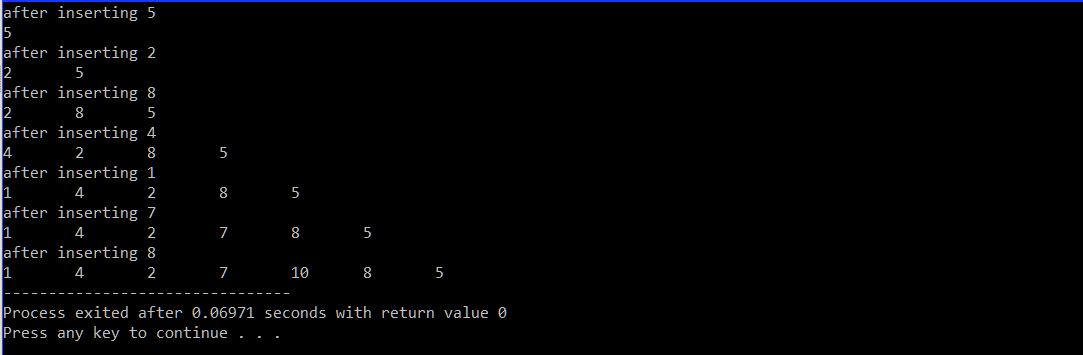 after inserting 5
5
after inserting 2
2 5
after inserting 8
2 8 5
after inserting 4
4 2 8 5
after inserting 1
1 4 2 8 5
after inserting 7
1 4 2 7 8 5
after inserting 8
1 4 2 7 10 8 5
--------------------------------
Process exited after 0.06971 seconds with return value 0
Press any key to continue . . .